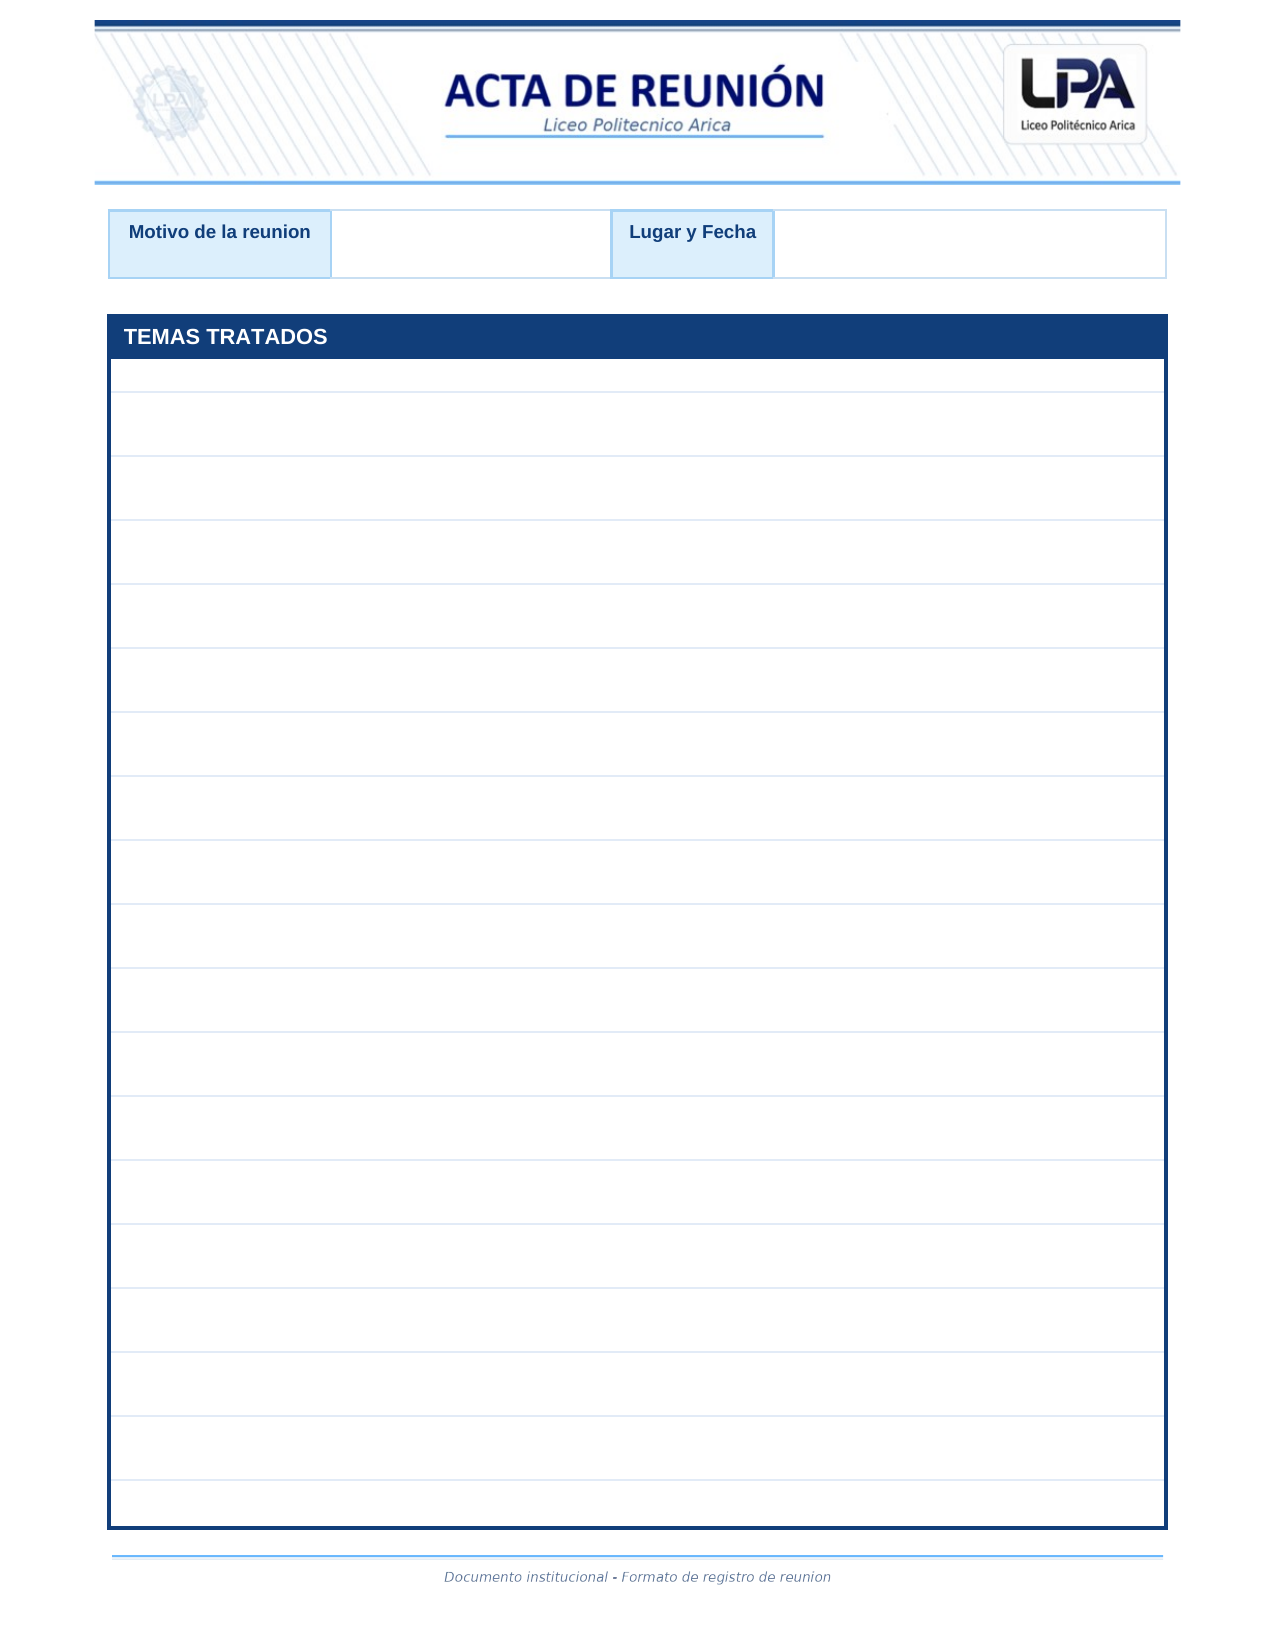 ACTA DE REUNIÓN
Liceo Politecnico Arica
LPA
LPA
Liceo Politécnico Arica
Motivo de la reunion
Lugar y Fecha
TEMAS TRATADOS
Documento institucional - Formato de registro de reunion